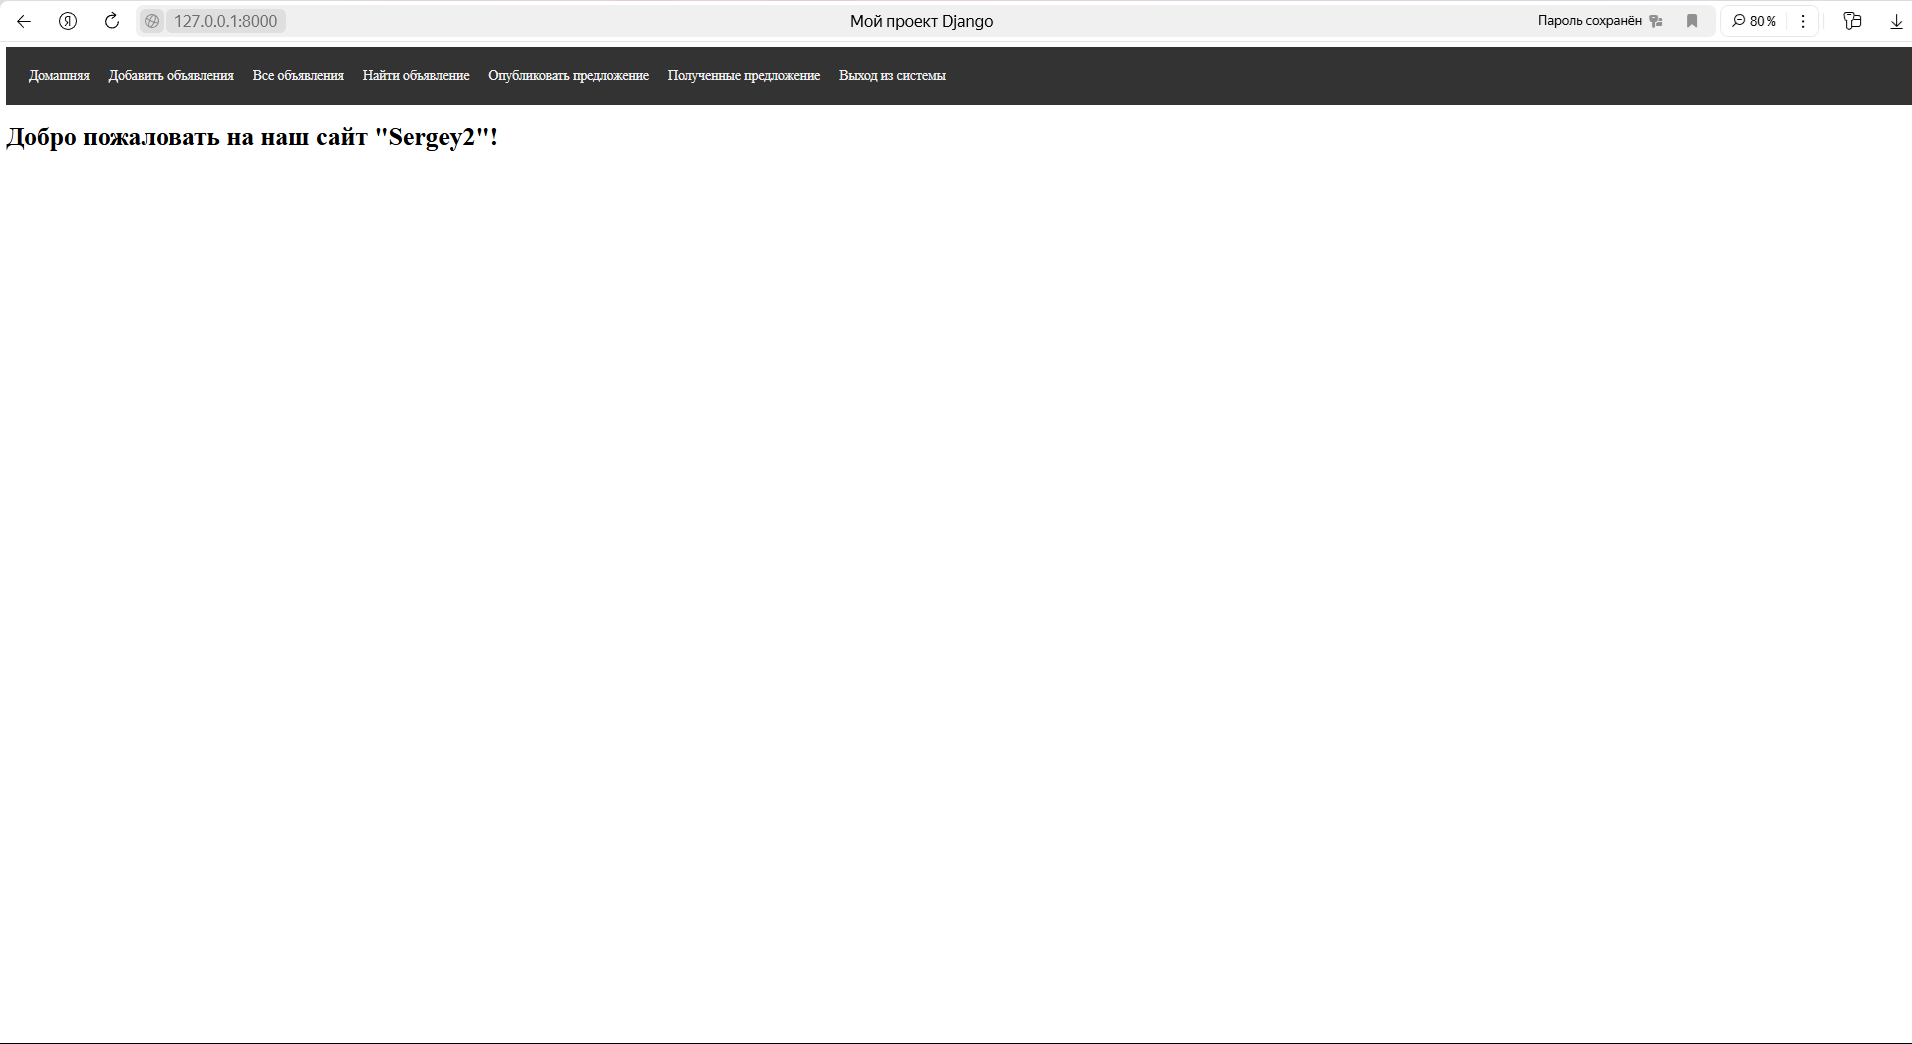 Я 127.0.0.1:8000 Мой проект Django Пароль сохранён 80 %
Домашняя Добавить объявления Все объявления Найти объявление Опубликовать предложение Полученные предложение Выход из системы
Добро пожаловать на наш сайт "Sergey2"!